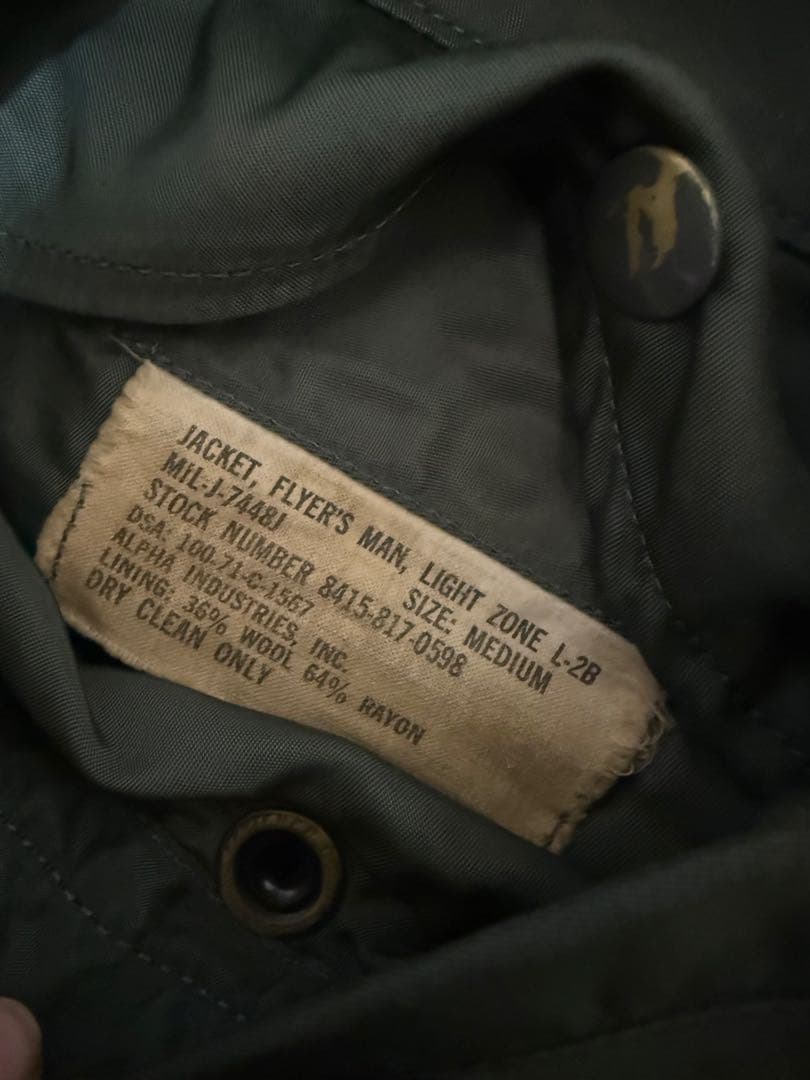 JACKET, FLYER'S MAN, LIGHT ZONE L-2B
MIL-J-7448J SIZE: MEDIUM
STOCK NUMBER 8415-817-0598
DSA: 100.71-C-1567
ALPHA INDUSTRIES, INC.
LINING: 36% WOOL 64% RAYON
DRY CLEAN ONLY